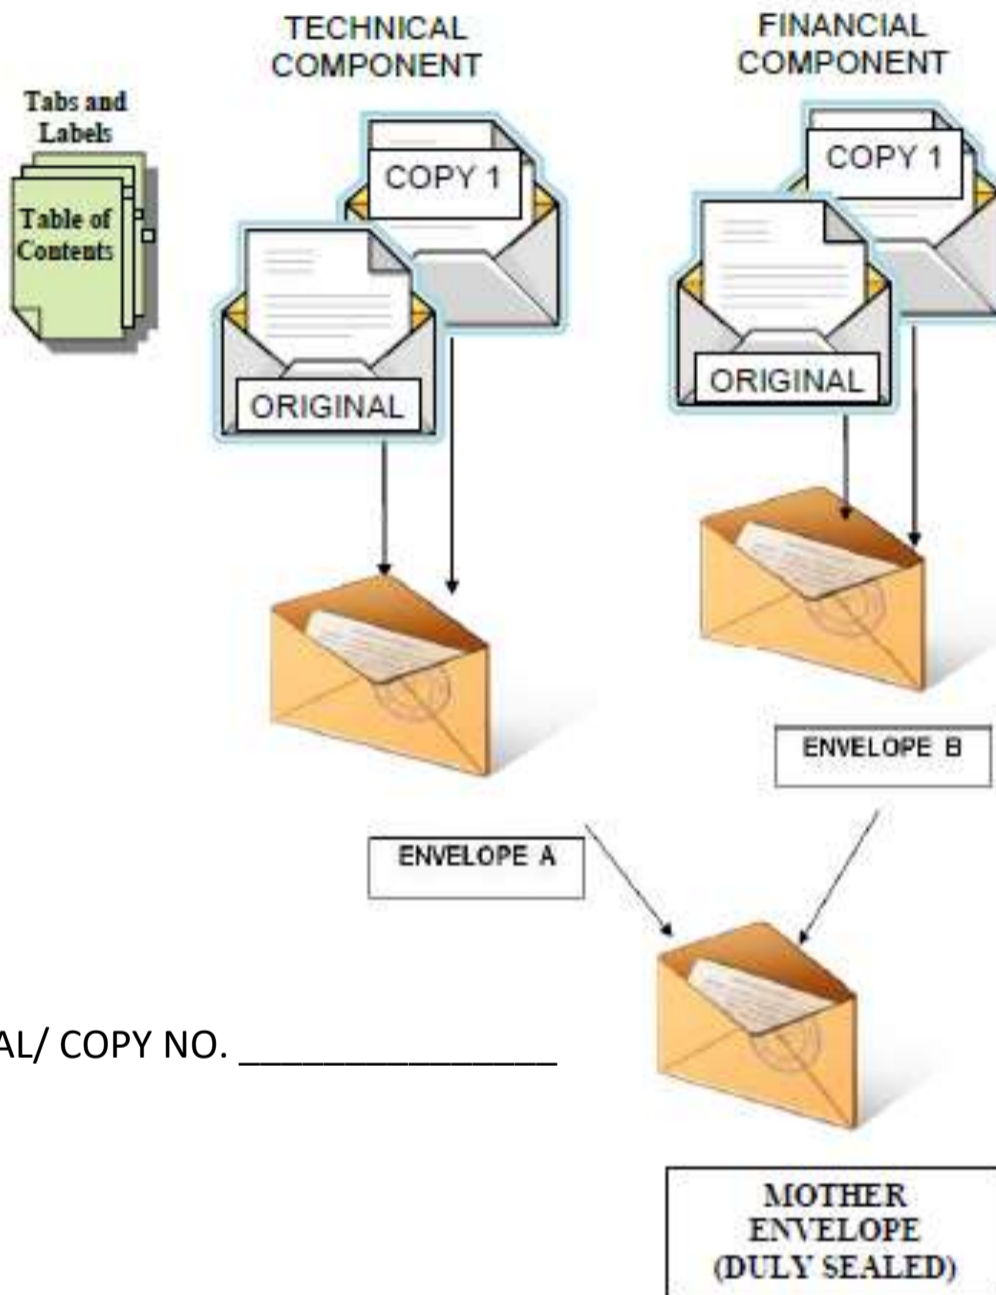 TECHNICAL
COMPONENT
FINANCIAL
COMPONENT
Tabs and
Labels
Table of
Contents
COPY 1
ORIGINAL
COPY 1
ORIGINAL
ENVELOPE B
ENVELOPE A
AL/ COPY NO. _______________
MOTHER
ENVELOPE
(DULY SEALED)